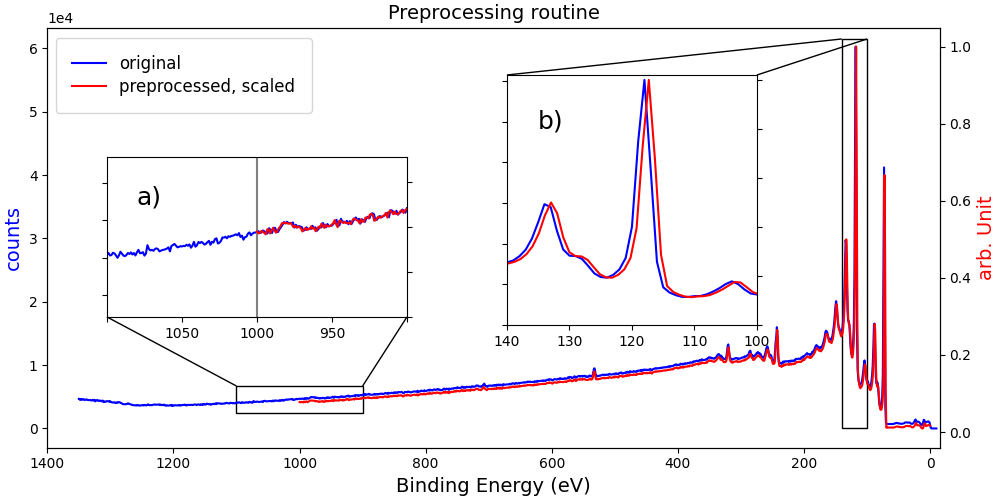 Preprocessing routine
1e4
original
preprocessed, scaled
a)
b)
6
5
4
3
2
1
0
1.0
0.8
0.6
0.4
0.2
0.0
1050 1000 950
140 130 120 110 100
1400 1200 1000 800 600 400 200 0
counts
arb. Unit
Binding Energy (eV)